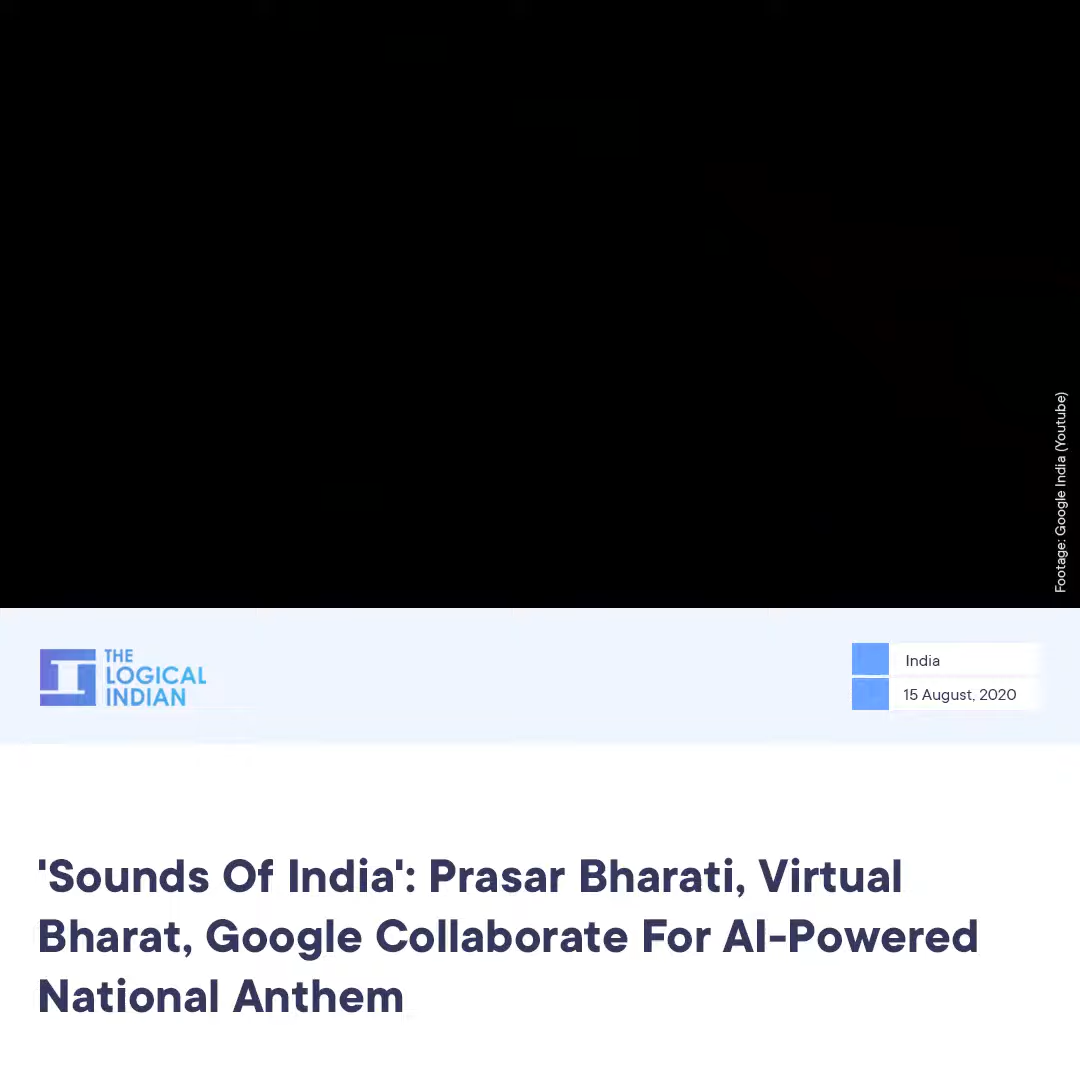 Footage: Google India (Youtube)
THE
LOGICAL
INDIAN
India
15 August, 2020
'Sounds Of India': Prasar Bharati, Virtual
Bharat, Google Collaborate For AI-Powered
National Anthem